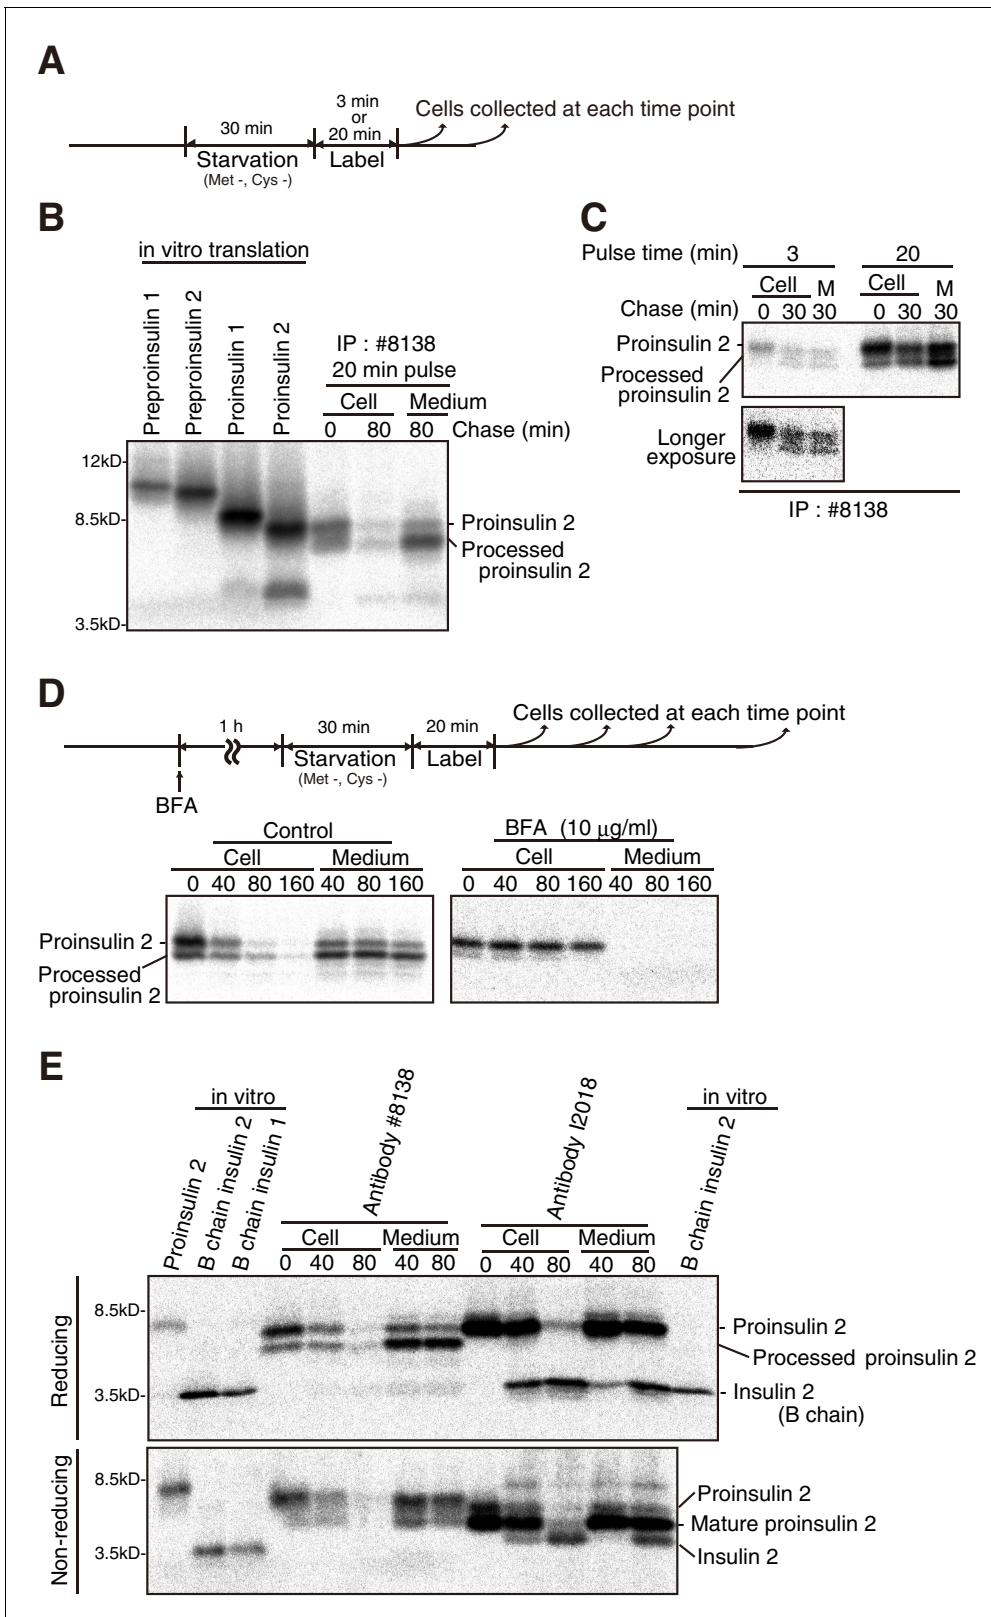 A
30 min
3 min
or
20 min
Cells collected at each time point
Starvation
(Met -, Cys -)
Label
B
in vitro translation
Preproinsulin 1
Preproinsulin 2
Proinsulin 1
Proinsulin 2
IP : #8138
20 min pulse
Cell
Medium
0
80
80
Chase (min)
12kD-
8.5kD-
3.5kD-
Proinsulin 2
Processed
proinsulin 2
C
Pulse time (min)
3
20
Cell
M
Cell
M
Chase (min)
0 30 30
0 30 30
Proinsulin 2
Processed
proinsulin 2
Longer
exposure
IP : #8138
D
1 h
30 min
20 min
Cells collected at each time point
Starvation
(Met -, Cys -)
Label
BFA
Control
Cell
Medium
0 40 80 160 40 80 160
BFA (10 μg/ml)
Cell
Medium
0 40 80 160 40 80 160
Proinsulin 2
Processed
proinsulin 2
E
in vitro
Proinsulin 2
B chain insulin 2
B chain insulin 1
Antibody #8138
Antibody I2018
in vitro
B chain insulin 2
Cell
Medium
Cell
Medium
0 40 80 40 80
0 40 80 40 80
Reducing
8.5kD-
3.5kD-
Proinsulin 2
Processed proinsulin 2
Insulin 2
(B chain)
Non-reducing
8.5kD-
3.5kD-
Proinsulin 2
Mature proinsulin 2
Insulin 2